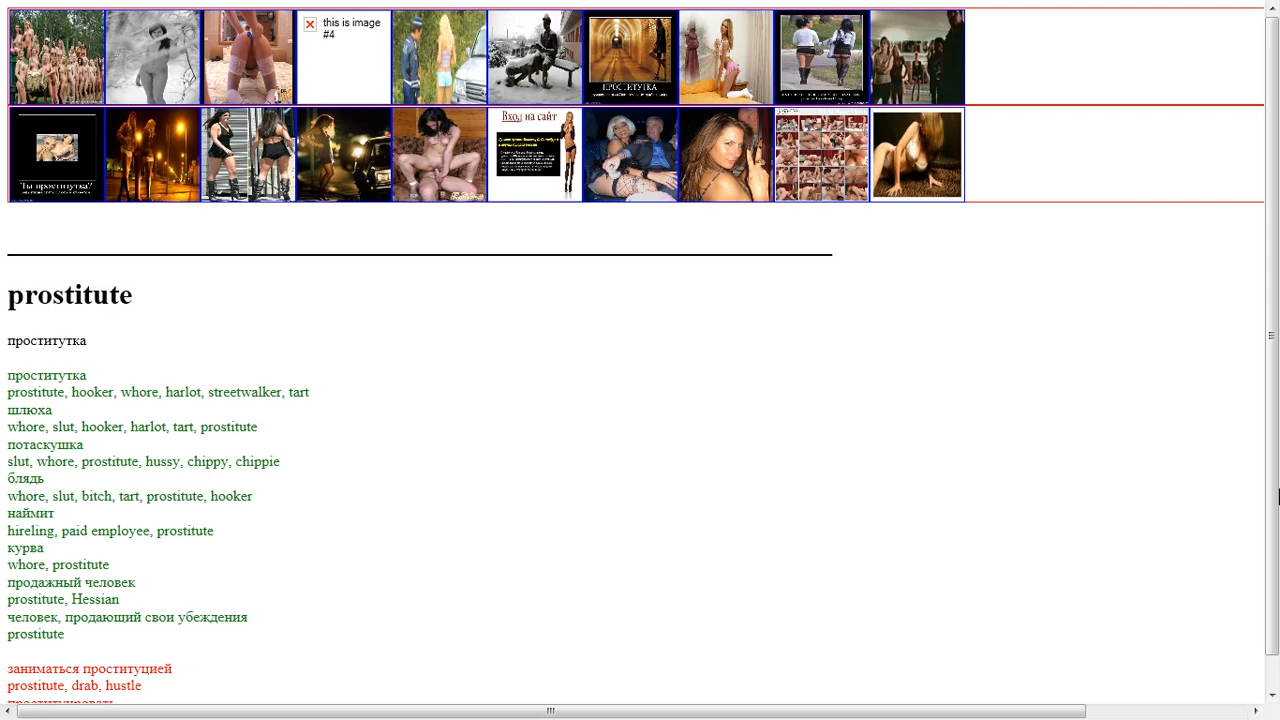 this is image
#4
ПРОСТИТУТКА
Ты проститутка?
Вход на сайт
prostitute
проститутка
проститутка
prostitute, hooker, whore, harlot, streetwalker, tart
шлюха
whore, slut, hooker, harlot, tart, prostitute
потаскушка
slut, whore, prostitute, hussy, chippy, chippie
блядь
whore, slut, bitch, tart, prostitute, hooker
наймит
hireling, paid employee, prostitute
курва
whore, prostitute
продажный человек
prostitute, Hessian
человек, продающий свои убеждения
prostitute
заниматься проституцией
prostitute, drab, hustle